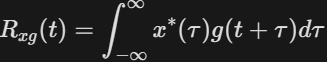 R_{xg}(t) = \int_{-\infty}^{\infty} x^*(\tau)g(t + \tau)d\tau